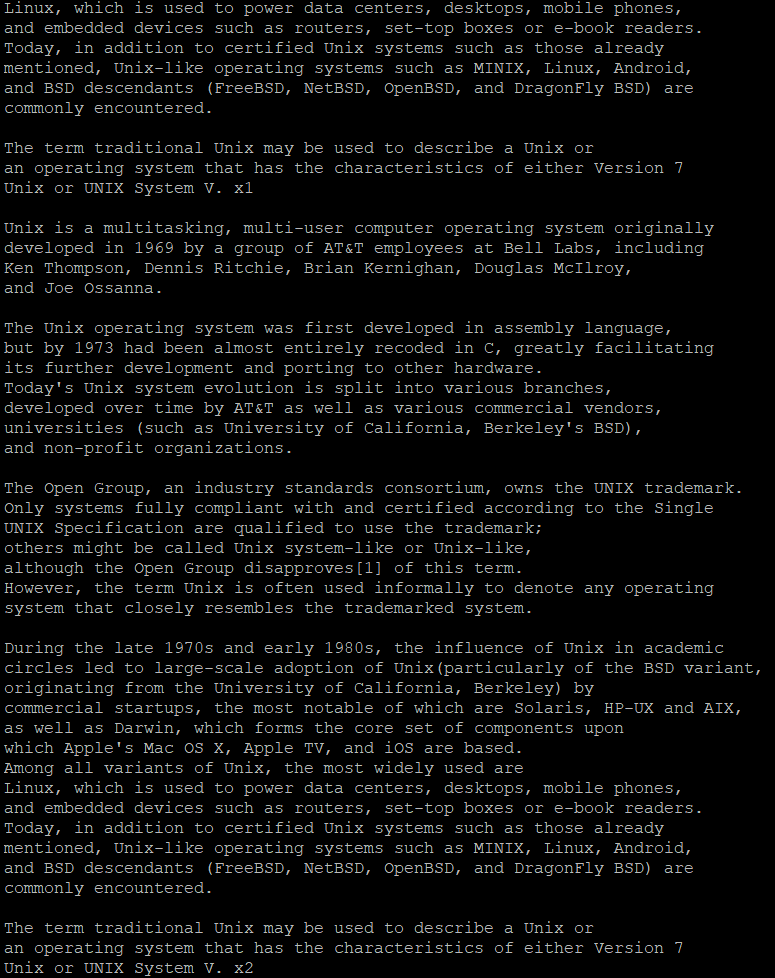 Linux, which is used to power data centers, desktops, mobile phones,
and embedded devices such as routers, set-top boxes or e-book readers.
Today, in addition to certified Unix systems such as those already
mentioned, Unix-like operating systems such as MINIX, Linux, Android,
and BSD descendants (FreeBSD, NetBSD, OpenBSD, and DragonFly BSD) are
commonly encountered.

The term traditional Unix may be used to describe a Unix or
an operating system that has the characteristics of either Version 7
Unix or UNIX System V. x1

Unix is a multitasking, multi-user computer operating system originally
developed in 1969 by a group of AT&T employees at Bell Labs, including
Ken Thompson, Dennis Ritchie, Brian Kernighan, Douglas McIlroy,
and Joe Ossanna.

The Unix operating system was first developed in assembly language,
but by 1973 had been almost entirely recoded in C, greatly facilitating
its further development and porting to other hardware.
Today's Unix system evolution is split into various branches,
developed over time by AT&T as well as various commercial vendors,
universities (such as University of California, Berkeley's BSD),
and non-profit organizations.

The Open Group, an industry standards consortium, owns the UNIX trademark.
Only systems fully compliant with and certified according to the Single
UNIX Specification are qualified to use the trademark;
others might be called Unix system-like or Unix-like,
although the Open Group disapproves[1] of this term.
However, the term Unix is often used informally to denote any operating
system that closely resembles the trademarked system.

During the late 1970s and early 1980s, the influence of Unix in academic
circles led to large-scale adoption of Unix(particularly of the BSD variant,
originating from the University of California, Berkeley) by
commercial startups, the most notable of which are Solaris, HP-UX and AIX,
as well as Darwin, which forms the core set of components upon
which Apple's Mac OS X, Apple TV, and iOS are based.
Among all variants of Unix, the most widely used are
Linux, which is used to power data centers, desktops, mobile phones,
and embedded devices such as routers, set-top boxes or e-book readers.
Today, in addition to certified Unix systems such as those already
mentioned, Unix-like operating systems such as MINIX, Linux, Android,
and BSD descendants (FreeBSD, NetBSD, OpenBSD, and DragonFly BSD) are
commonly encountered.

The term traditional Unix may be used to describe a Unix or
an operating system that has the characteristics of either Version 7
Unix or UNIX System V. x2